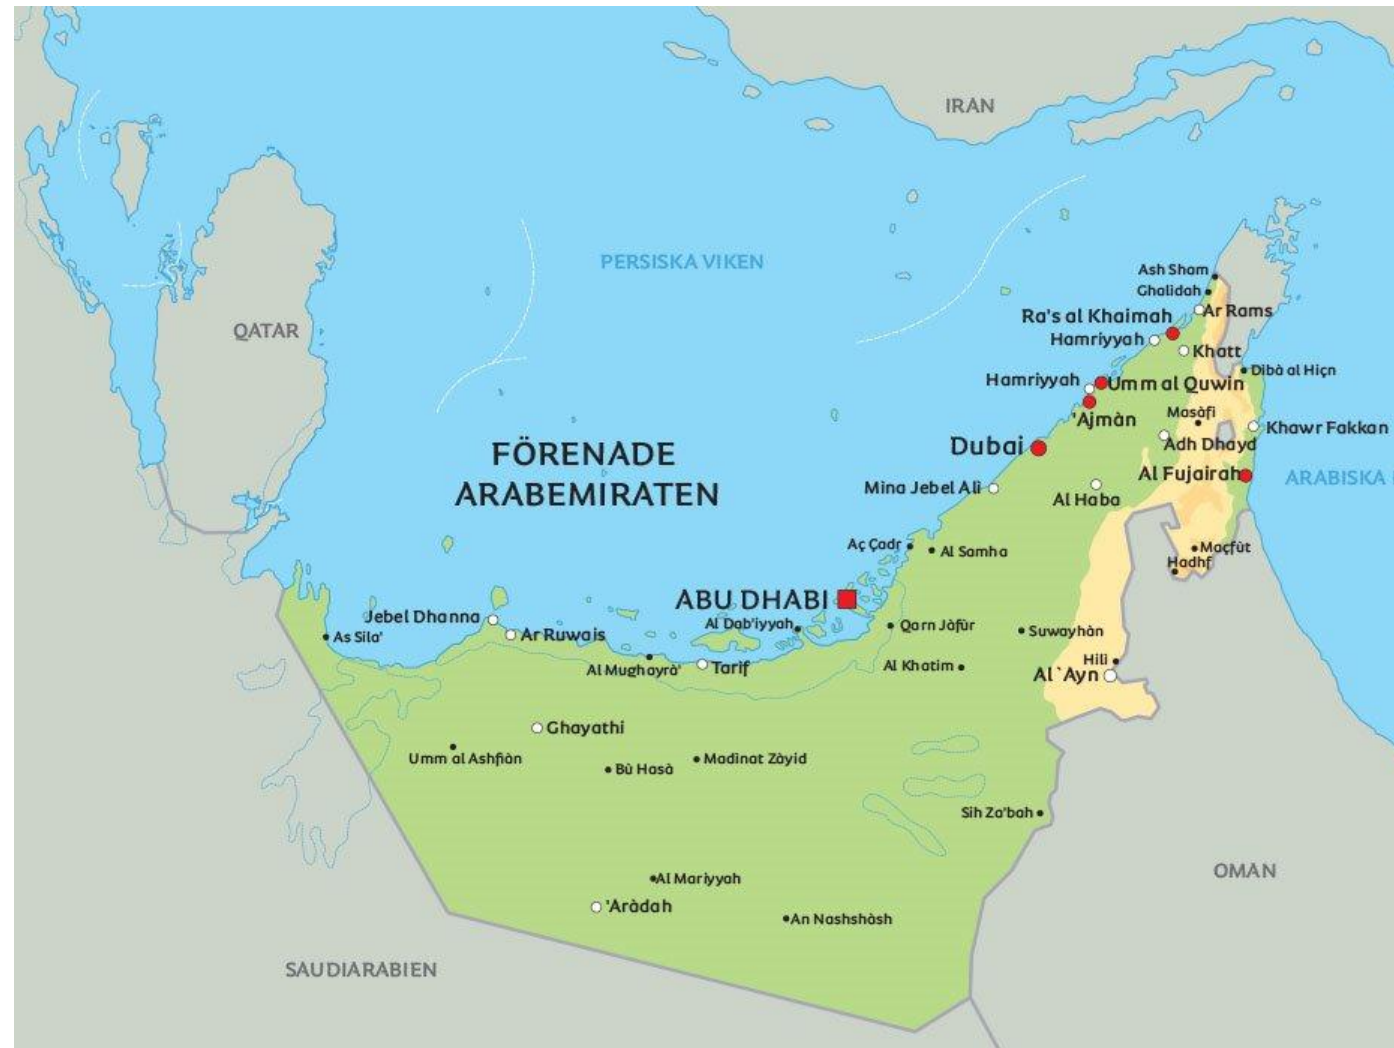 IRAN
PERSISKA VIKEN
QATAR
Ash Sham
Ghalidah
Ar Rams
Ra's al Khaimah
Hamriyyah
Khatt
Dibà al Hiçn
Hamriyyah
Umm al Quwin
'Ajmàn
Masàfi
Khawr Fakkan
Adh Dhayd
Dubai
FÖRENADE
ARABEMIRATEN
Al Fujairah
ARABISKA
Mina Jebel Ali
Al Haba
Aç Çadr
Al Samha
Maçfùt
Hadhf
ABU DHABI
Jebel Dhanna
Al Dab'iyyah
Qarn Jàfùr
Suwayhàn
As Sila'
Ar Ruwais
Al Mughayrà'
Tarif
Al Khatim
Hili
Al `Ayn
Ghayathi
Umm al Ashfiàn
Bù Hasà
Madinat Zàyid
Sih Za'bah
OMAN
Al Mariyyah
'Aràdah
An Nashshàsh
SAUDIARABIEN